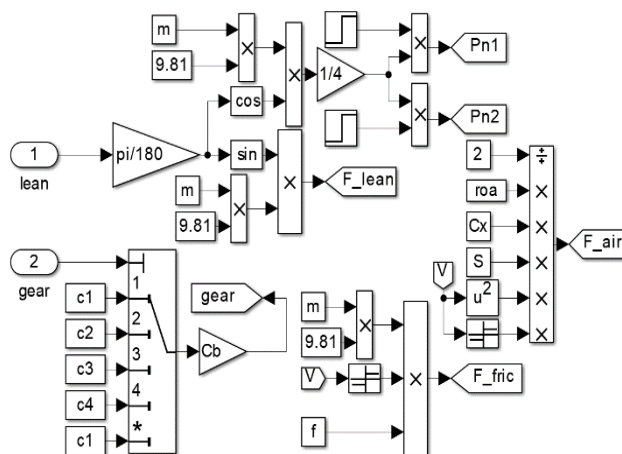 m
9.81
×
×
cos
1/4
×
Pn1
×
Pn2
1
lean
pi/180
sin
m
9.81
×
×
F_lean
2
÷
roa
×
Cx
×
S
×
V
u²
×
×
F_air
2
gear
c1
1
c2
2
c3
3
c4
4
c1
*
Cb
gear
m
9.81
×
V
×
f
F_fric